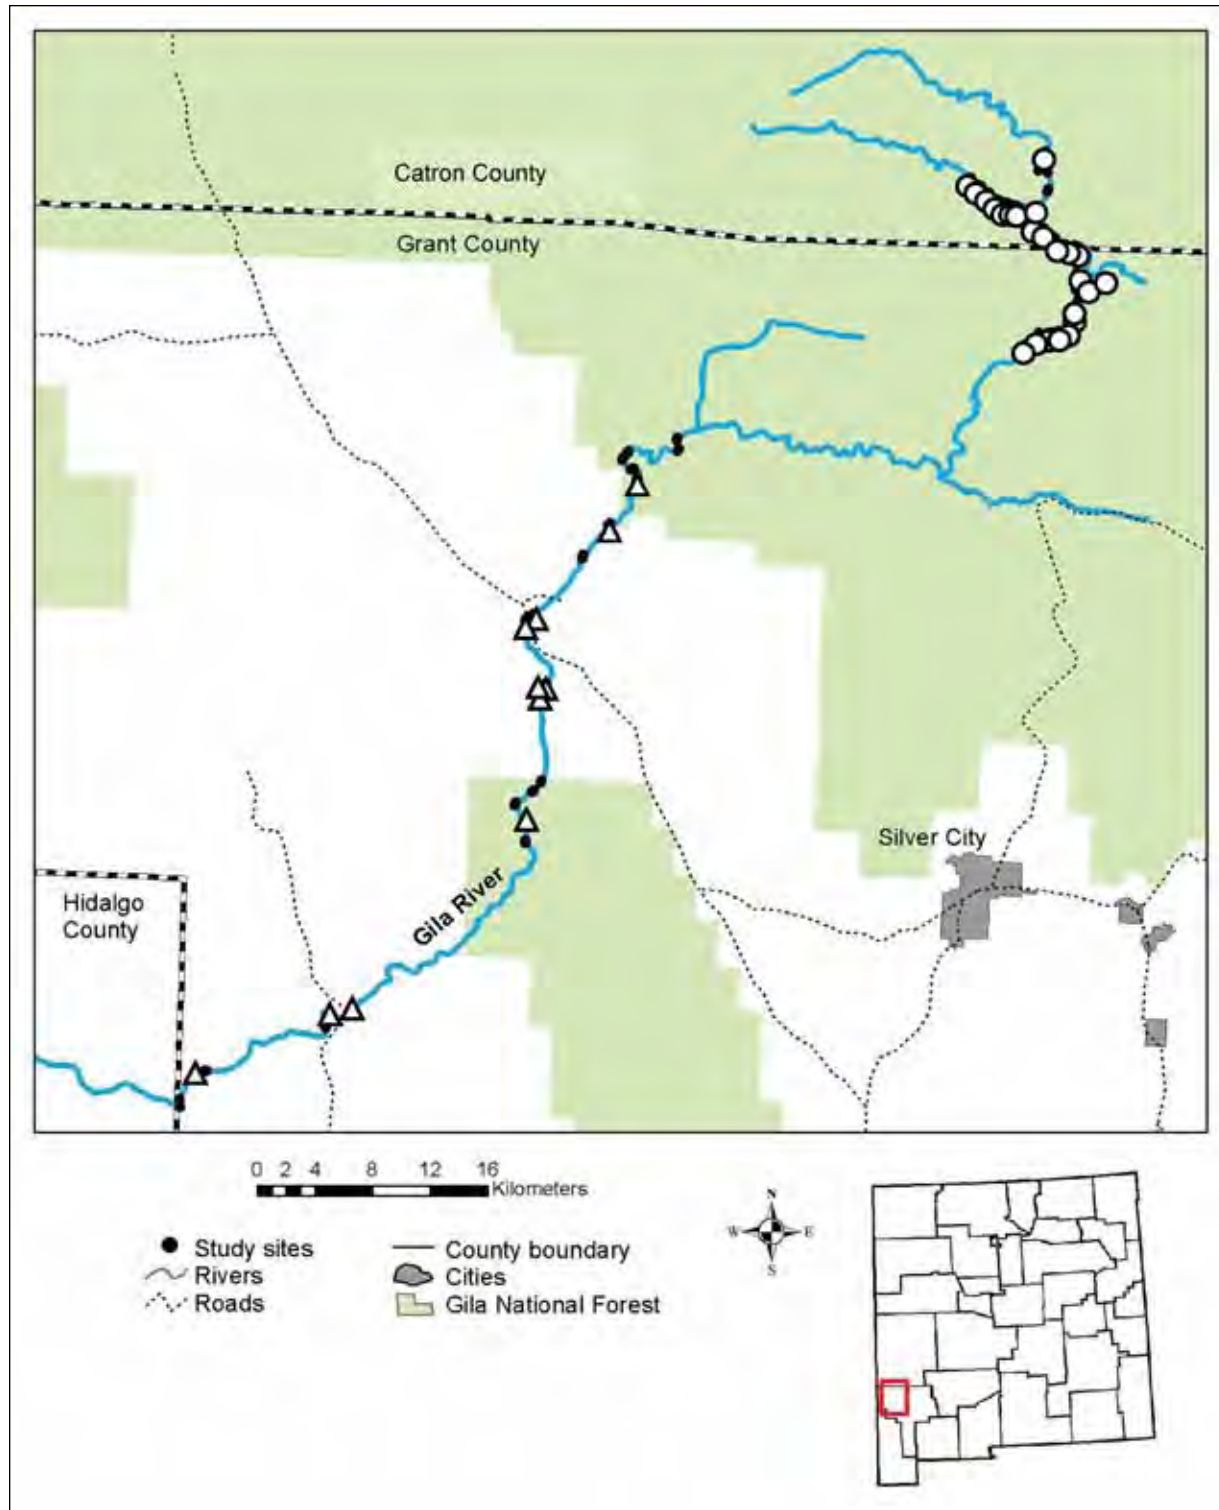 Catron County
Grant County
Silver City
Gila River
Hidalgo
County
0 2 4 8 12 16
Kilometers
N
W E
S
Study sites
Rivers
Roads
County boundary
Cities
Gila National Forest